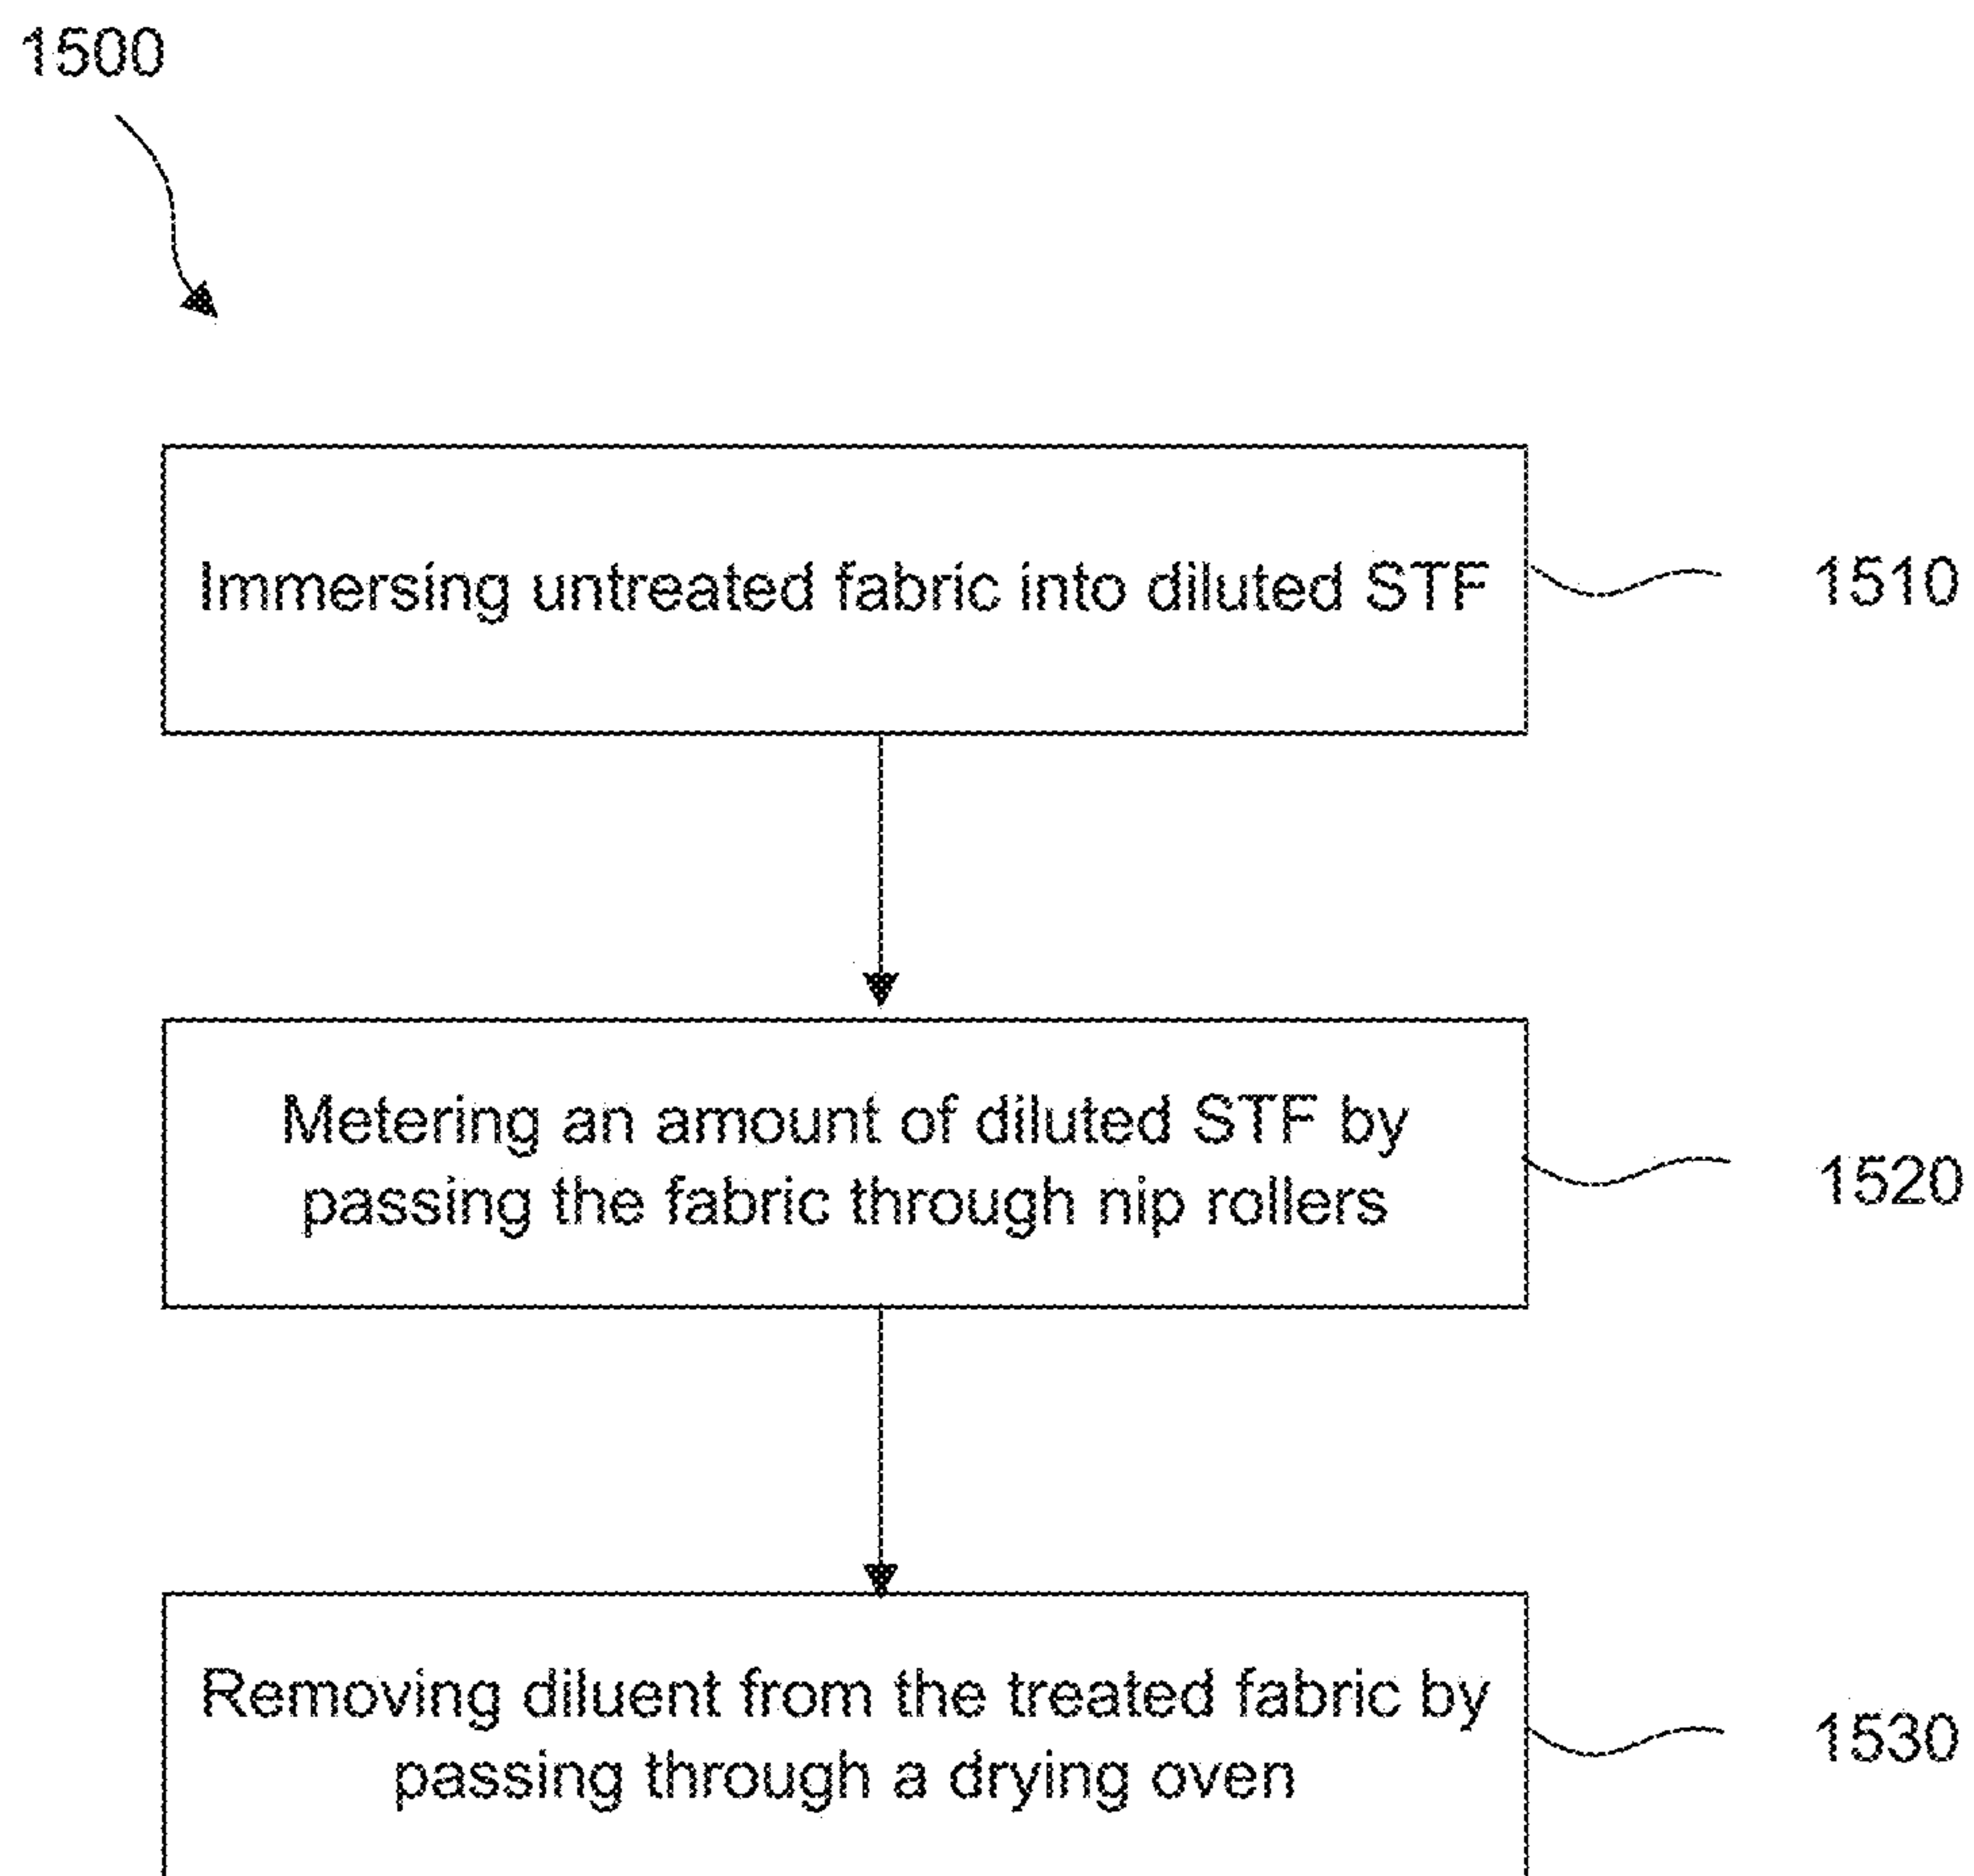 1500
Immersing untreated fabric into diluted STF
1510
Metering an amount of diluted STF by
passing the fabric through nip rollers
1520
Removing diluent from the treated fabric by
passing through a drying oven
1530